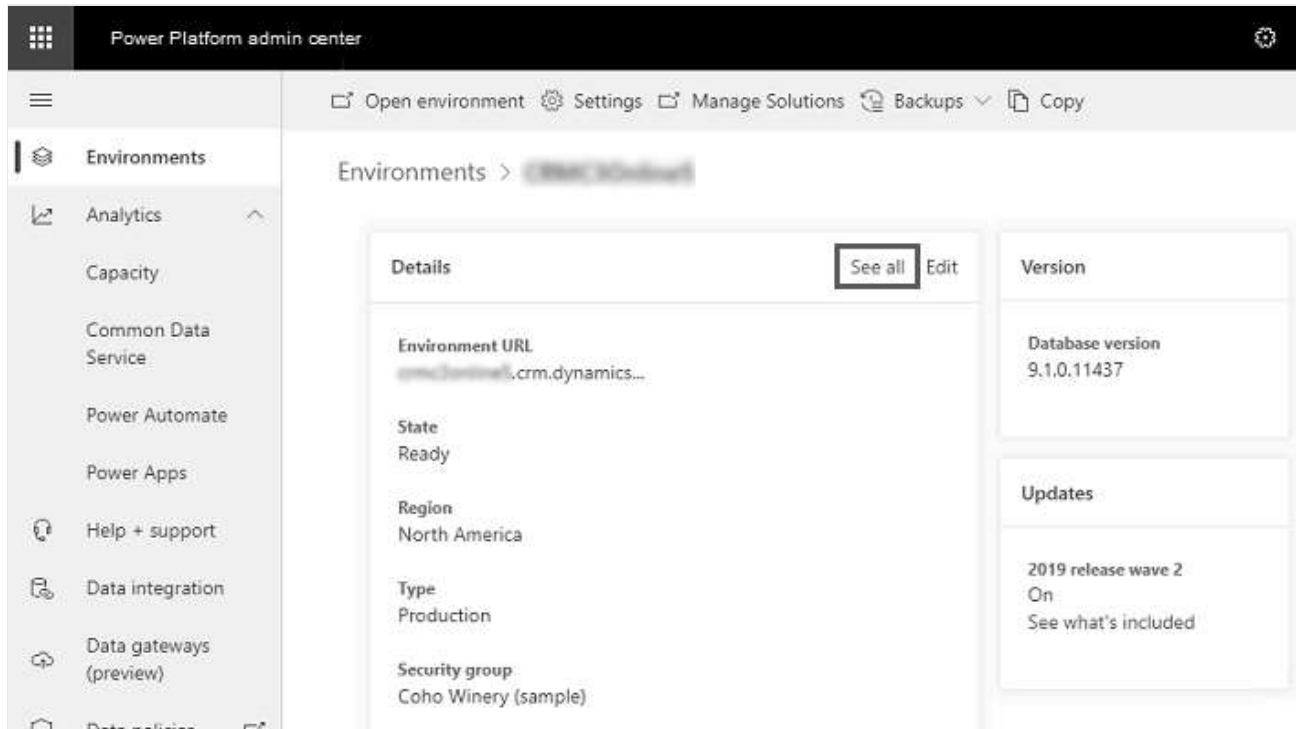 Power Platform admin center
Open environment Settings Manage Solutions Backups Copy
Environments
Analytics
Capacity
Common Data
Service
Power Automate
Power Apps
Help + support
Data integration
Data gateways
(preview)
Data policies
Environments >
Details
See all Edit
Environment URL
.crm.dynamics...
State
Ready
Region
North America
Type
Production
Security group
Coho Winery (sample)
Version
Database version
9.1.0.11437
Updates
2019 release wave 2
On
See what's included